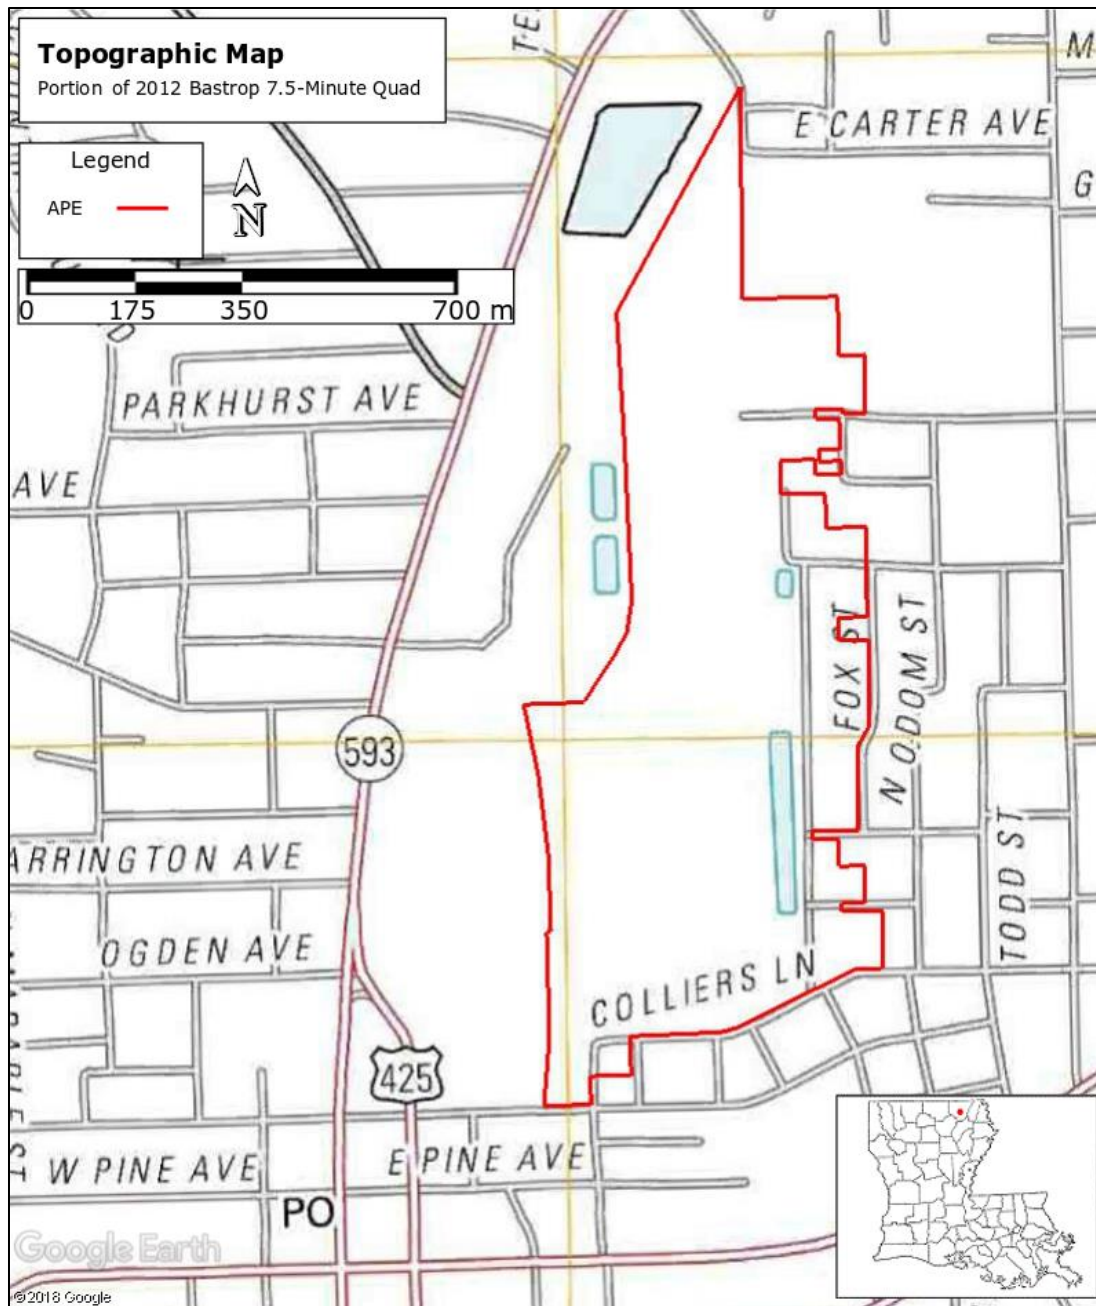 Topographic Map
Portion of 2012 Bastrop 7.5-Minute Quad
Legend
APE
N
0 175 350 700 m
E CARTER AVE
M
G
PARKHURST AVE
AVE
FOX ST
N ODOM ST
593
ARRINGTON AVE
TODD ST
OGDEN AVE
COLLIERS LN
425
ST
W PINE AVE
E PINE AVE
PO
Google Earth
©2018 Google